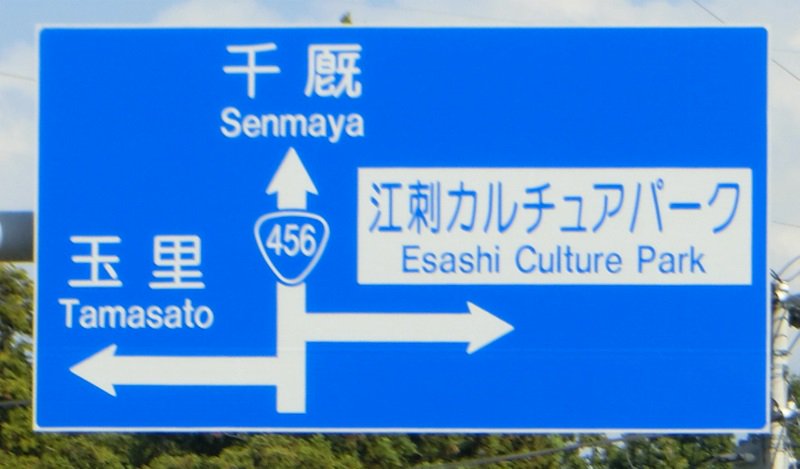 千厩
Senmaya
456
江刺カルチュアパーク
Esashi Culture Park
玉里
Tamasato